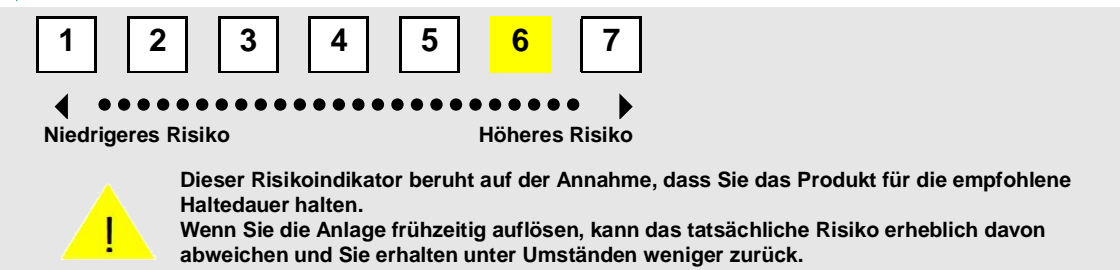 1 2 3 4 5 6 7
Niedrigeres Risiko Höheres Risiko
Dieser Risikoindikator beruht auf der Annahme, dass Sie das Produkt für die empfohlene
Haltedauer halten.
! Wenn Sie die Anlage frühzeitig auflösen, kann das tatsächliche Risiko erheblich davon
abweichen und Sie erhalten unter Umständen weniger zurück.